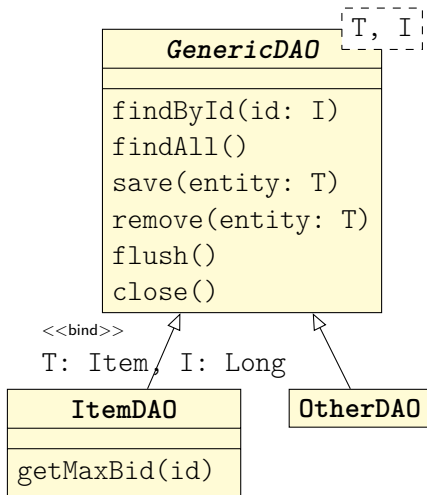 T, I
GenericDAO
findById(id: I)
findAll()
save(entity: T)
remove(entity: T)
flush()
close()
<<bind>>
T: Item, I: Long
ItemDAO
OtherDAO
getMaxBid(id)